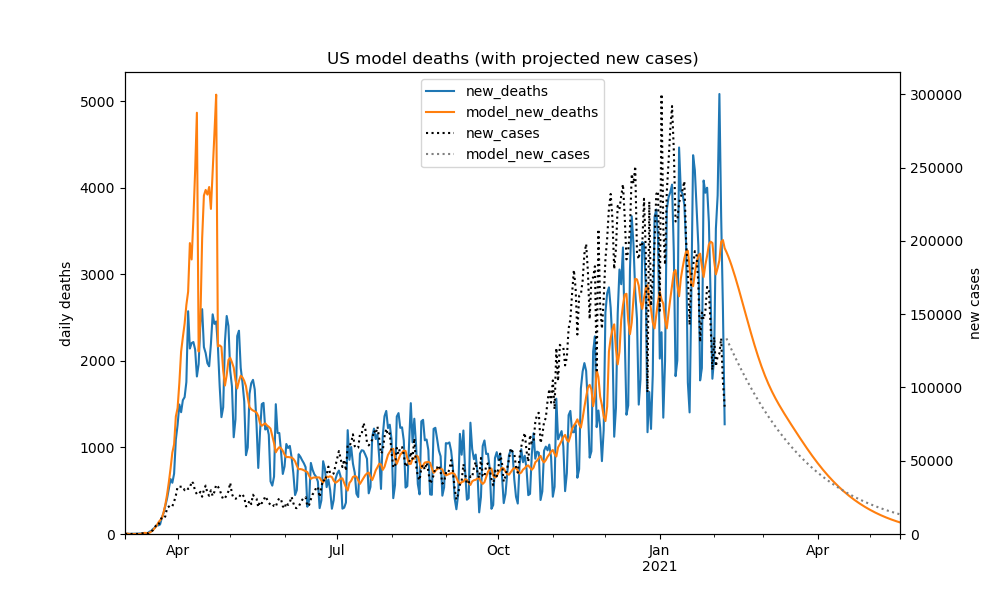 US model deaths (with projected new cases)
new_deaths
model_new_deaths
new_cases
model_new_cases
daily deaths
5000
4000
3000
2000
1000
0
300000
250000
200000
150000
100000
50000
0
new cases
Apr
Jul
Oct
Jan
2021
Apr